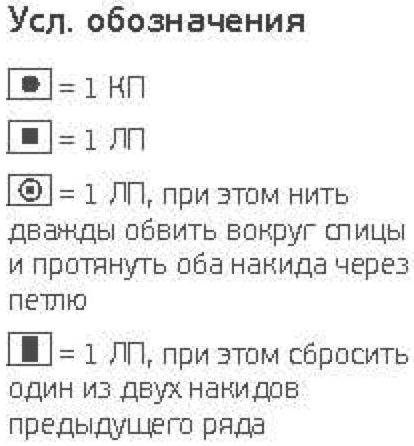 Усл. обозначения
= 1 КП
= 1 ЛП
= 1 ЛП, при этом нить
дважды обвить вокруг спицы
и протянуть оба накида через
петлю
= 1 ЛП, при этом сбросить
один из двух накидов
предыдущего ряда